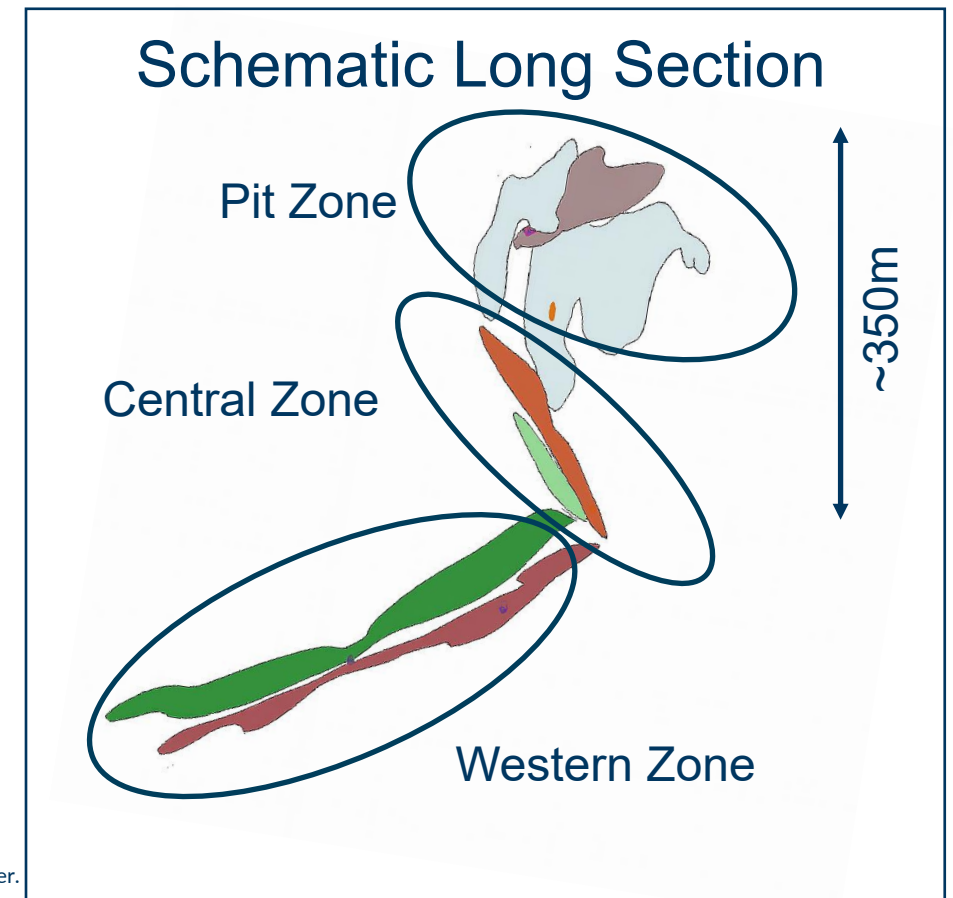 Schematic Long Section
Pit Zone
~350m
Central Zone
Western Zone
er.